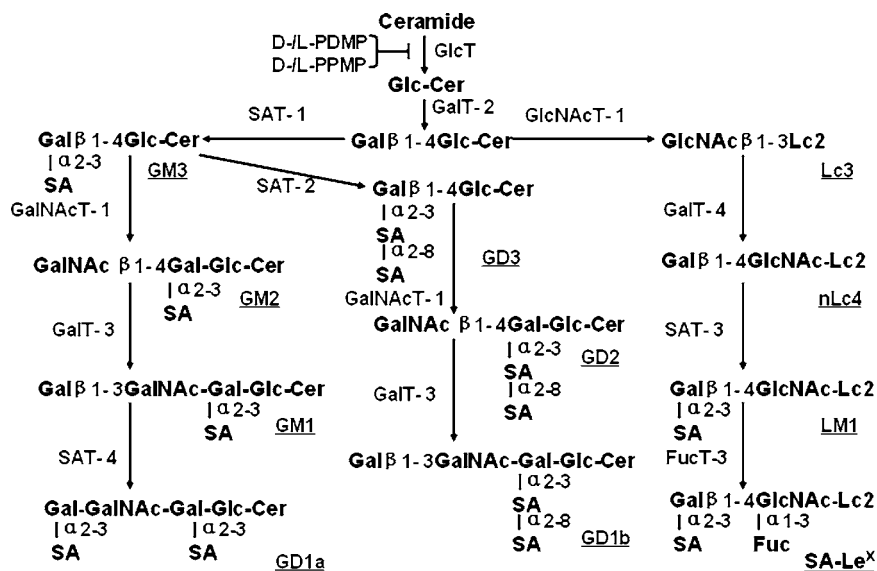 Ceramide
D-/L-PDMP
D-/L-PPMP
GlcT
Glc-Cer
GalT-2
SAT-1
GlcNAcT-1
Galβ1-4Glc-Cer
Galβ1-4Glc-Cer
GlcNAcβ1-3Lc2
α2-3
SA
GM3
SAT-2
Lc3
GalNAcT-1
Galβ1-4Glc-Cer
α2-3
SA
α2-8
GD3
GalT-4
GalNAc β1-4Gal-Glc-Cer
α2-3
SA
GM2
GalNAcT-1
Galβ1-4GlcNAC-Lc2
nLc4
GalNAc β1-4Gal-Glc-Cer
α2-3
SA
α2-8
SA
GD2
GalT-3
SAT-3
Galβ1-3GalNAc-Gal-Glc-Cer
α2-3
SA
GM1
GalT-3
Galβ1-4GlcNAC-Lc2
α2-3
SA
LM1
SAT-4
Galβ1-3GalNAc-Gal-Glc-Cer
α2-3
SA
α2-8
SA
GD1b
FucT-3
Gal-GalNAc-Gal-Glc-Cer
α2-3
α2-3
SA
SA
GD1a
Galβ1-4GlcNAC-Lc2
α2-3
α1-3
SA
Fuc
SA-Leˣ